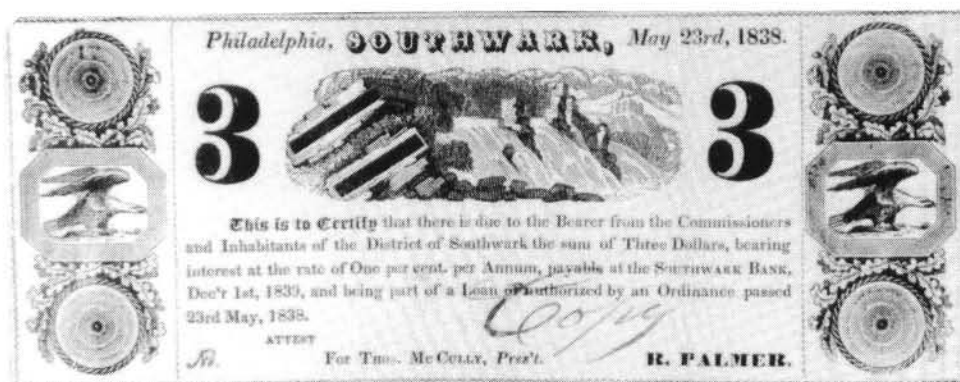 Philadelphia, SOUTHWARK, May 23rd, 1838.
3 3
This is to Certify that there is due to the Bearer from the Commissioners
and Inhabitants of the District of Southwark the sum of Three Dollars, bearing
interest at the rate of One per cent. per Annum, payable at the SOUTHWARK BANK,
Dec'r 1st, 1839, and being part of a Loan authorized by an Ordinance passed
23rd May, 1838.
Copy
ATTEST
No. For THOS. MCCULLY, Pres't. R. PALMER.